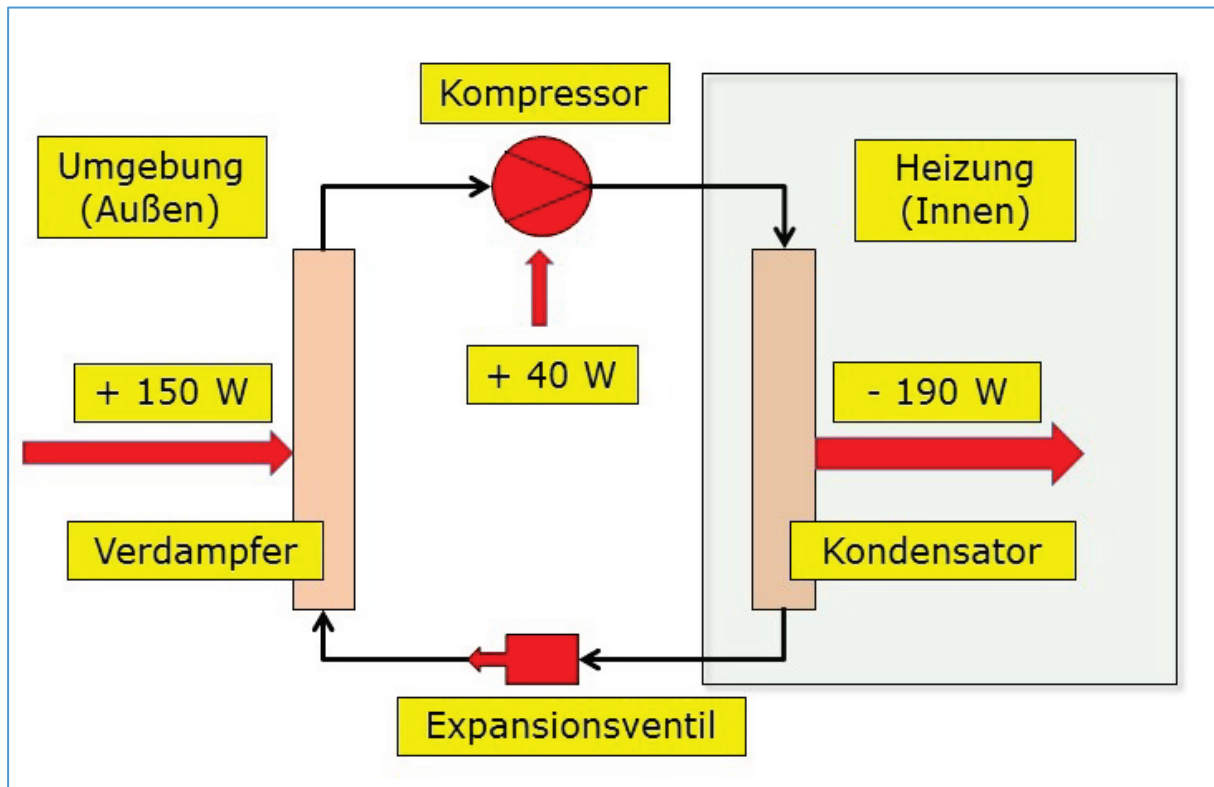 Kompressor
Umgebung
(Außen)
Heizung
(Innen)
+ 150 W
+ 40 W
- 190 W
Verdampfer
Kondensator
Expansionsventil